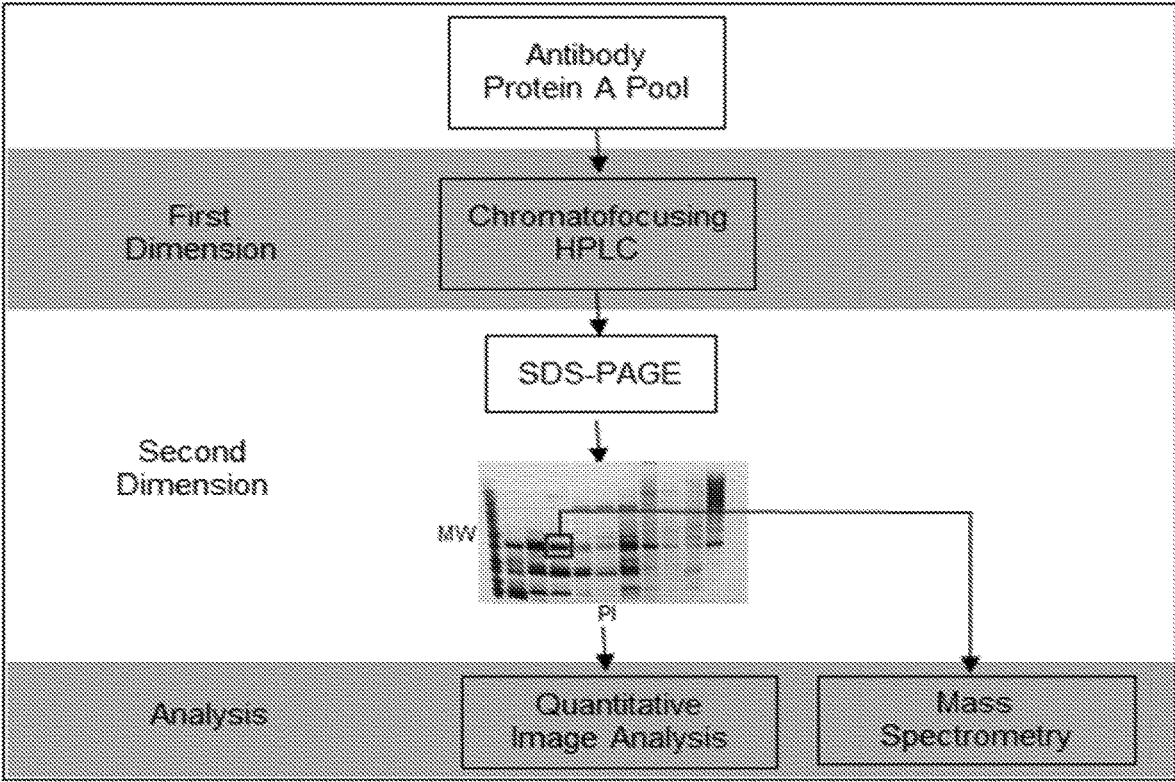 Antibody
Protein A Pool
First
Dimension
Chromatofocusing
HPLC
SDS-PAGE
Second
Dimension
MW
PI
Analysis
Quantitative
Image Analysis
Mass
Spectrometry